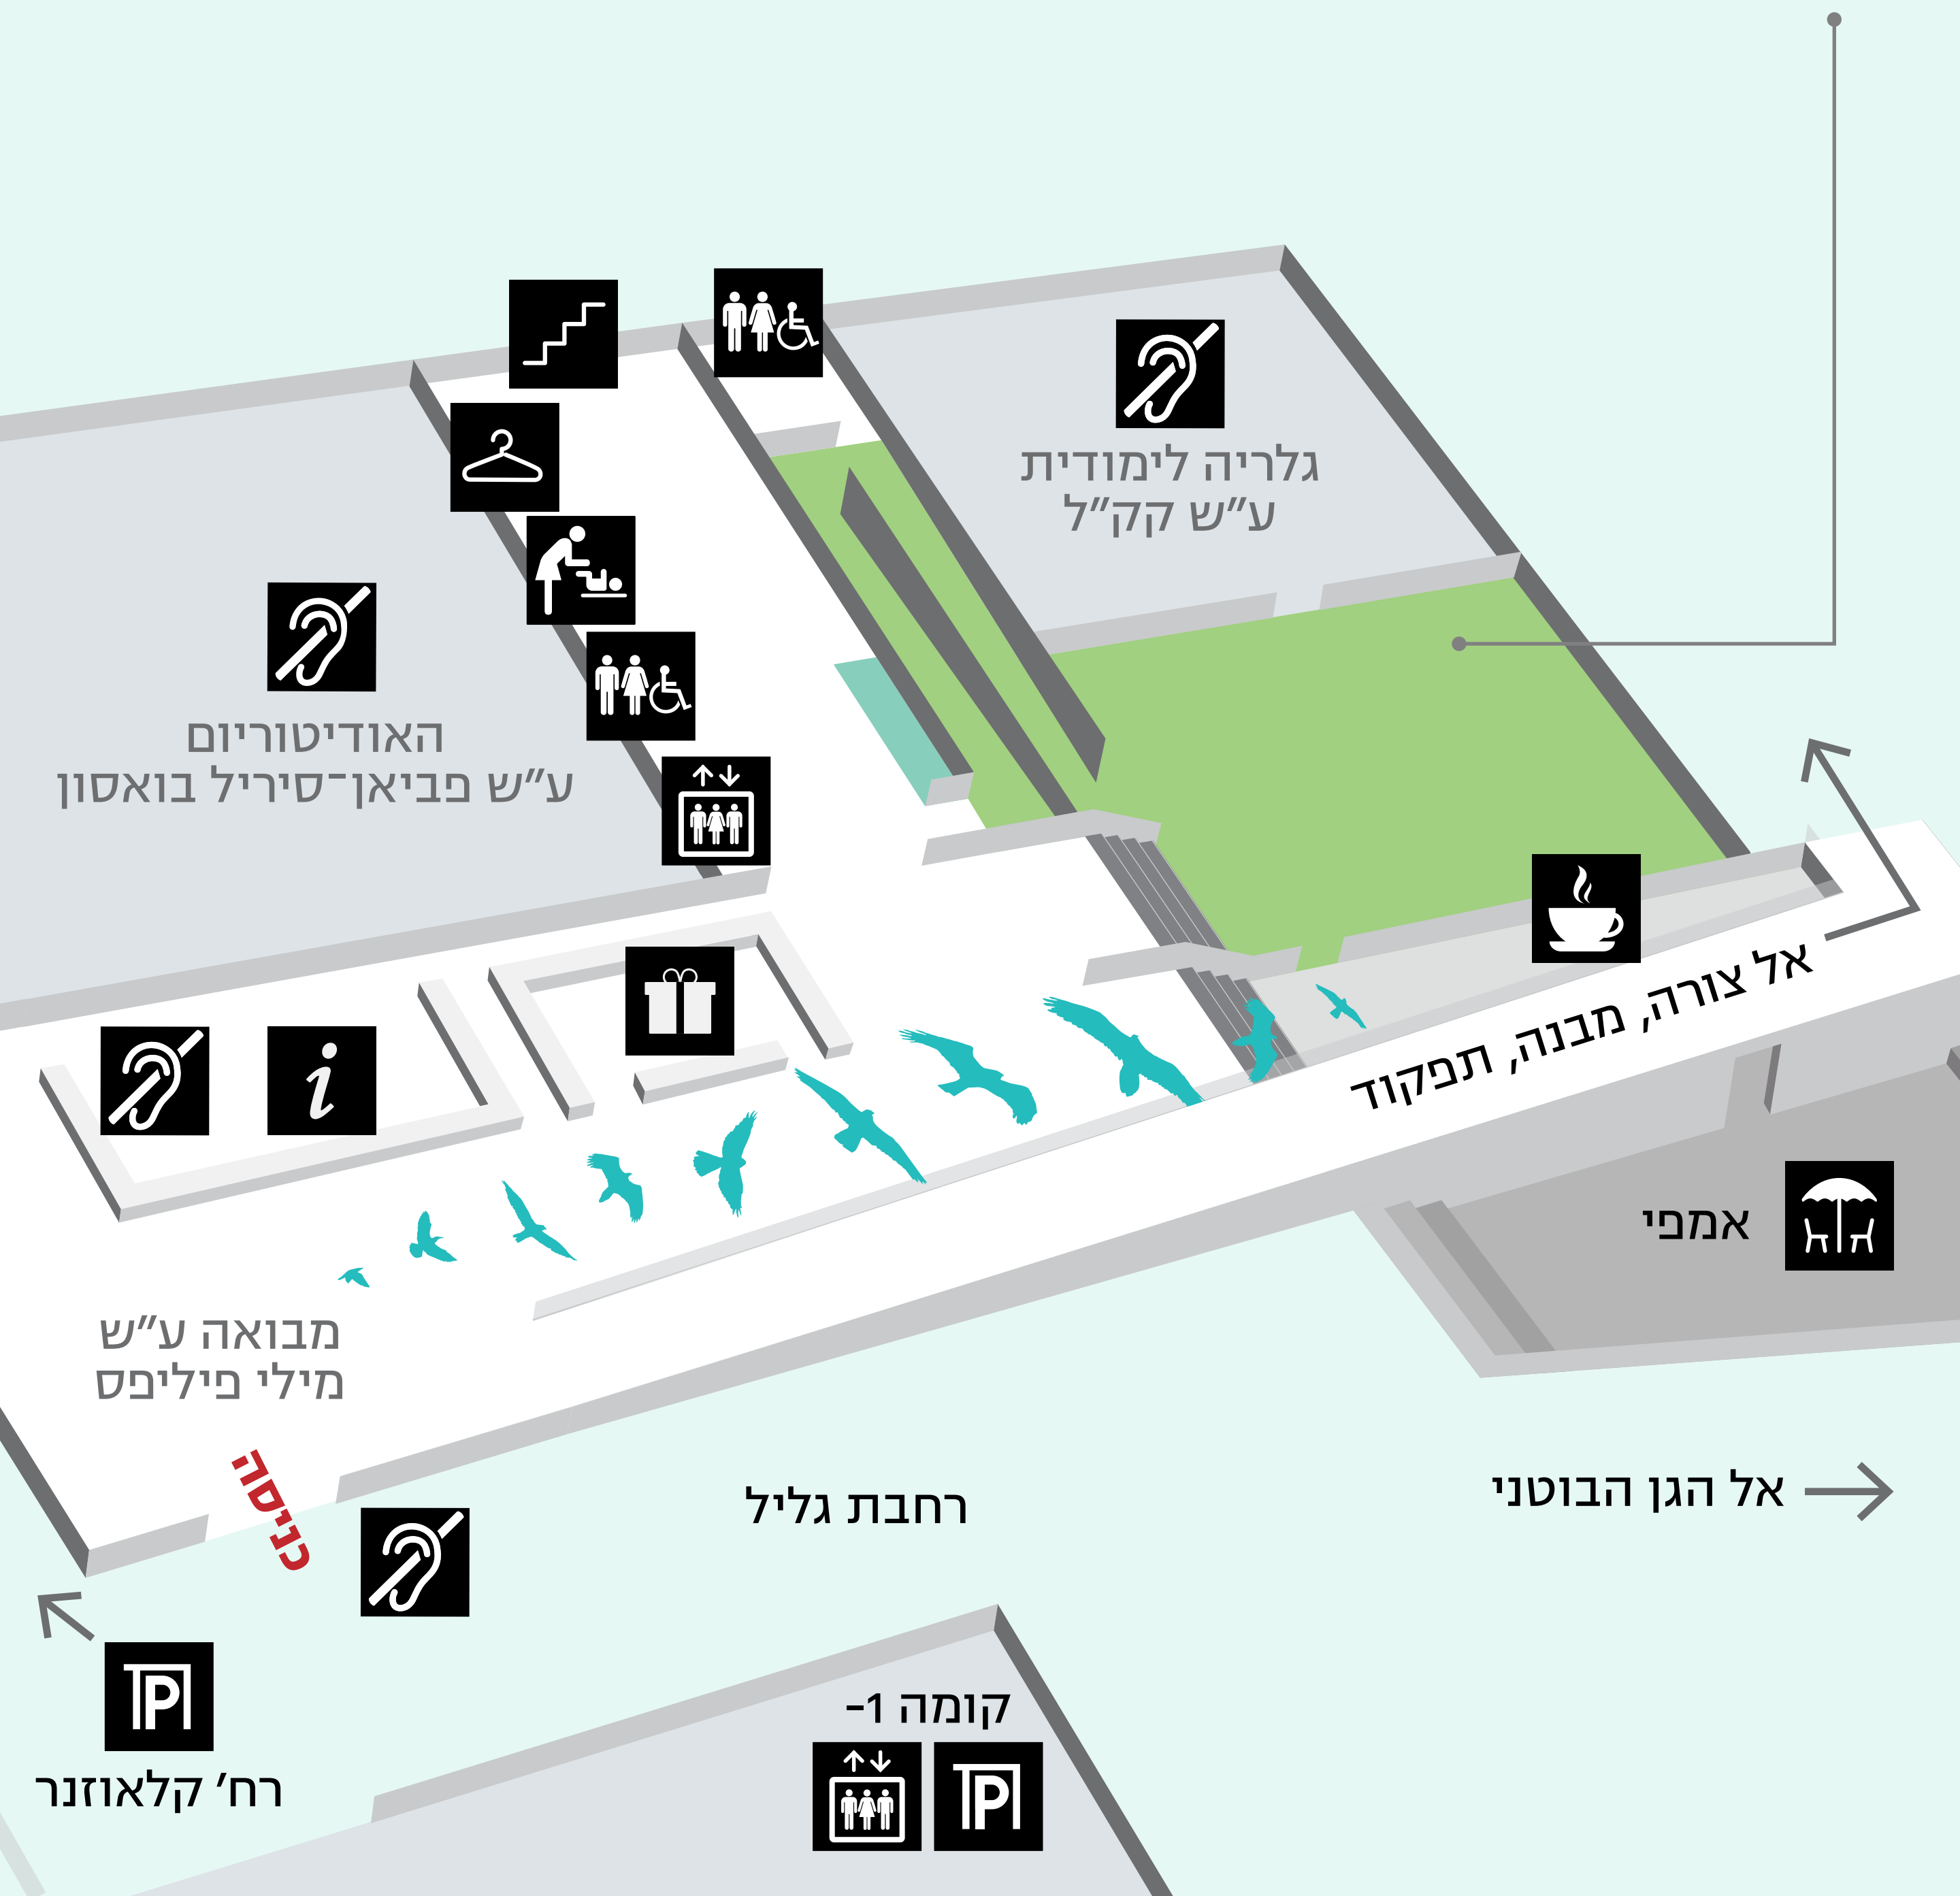 גלריה לימודית
ע״ש קק״ל
האודיטוריום
ע״ש פביאן-סיריל בואסון
אל צורה, מבנה, תפקוד
אמפי
מבואה ע״ש
מילי פיליפס
כניסה
רחבת גליל
אל הגן הבוטני
רח׳ קלאוזנר
קומה 1-
P
P
i